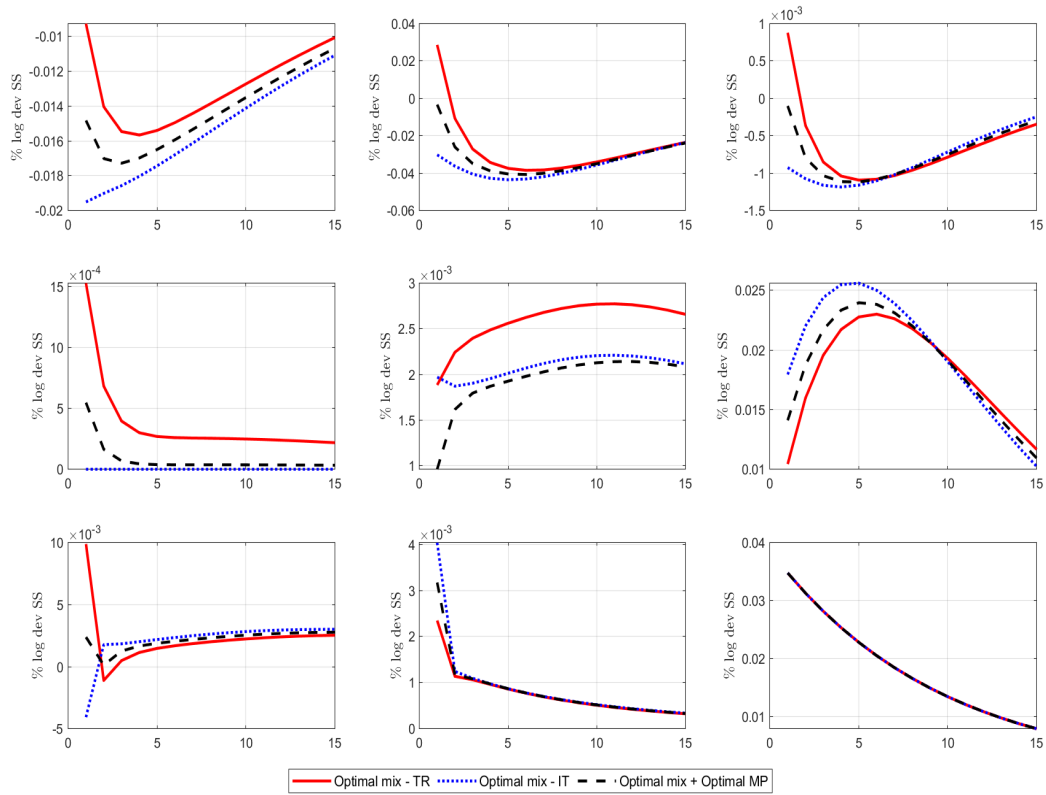 -0.01
-0.012
-0.014
-0.016
-0.018
-0.02
% log dev SS
0 5 10 15
0.04
0.02
0
-0.02
-0.04
-0.06
% log dev SS
0 5 10 15
×10⁻³
1
0.5
0
-0.5
-1
-1.5
% log dev SS
0 5 10 15
×10⁻⁴
15
10
5
0
% log dev SS
0 5 10 15
×10⁻³
3
2.5
2
1.5
1
% log dev SS
0 5 10 15
0.025
0.02
0.015
0.01
% log dev SS
0 5 10 15
×10⁻³
10
5
0
-5
% log dev SS
0 5 10 15
×10⁻³
4
3
2
1
0
% log dev SS
0 5 10 15
0.04
0.03
0.02
0.01
% log dev SS
0 5 10 15
Optimal mix - TR Optimal mix - IT Optimal mix + Optimal MP